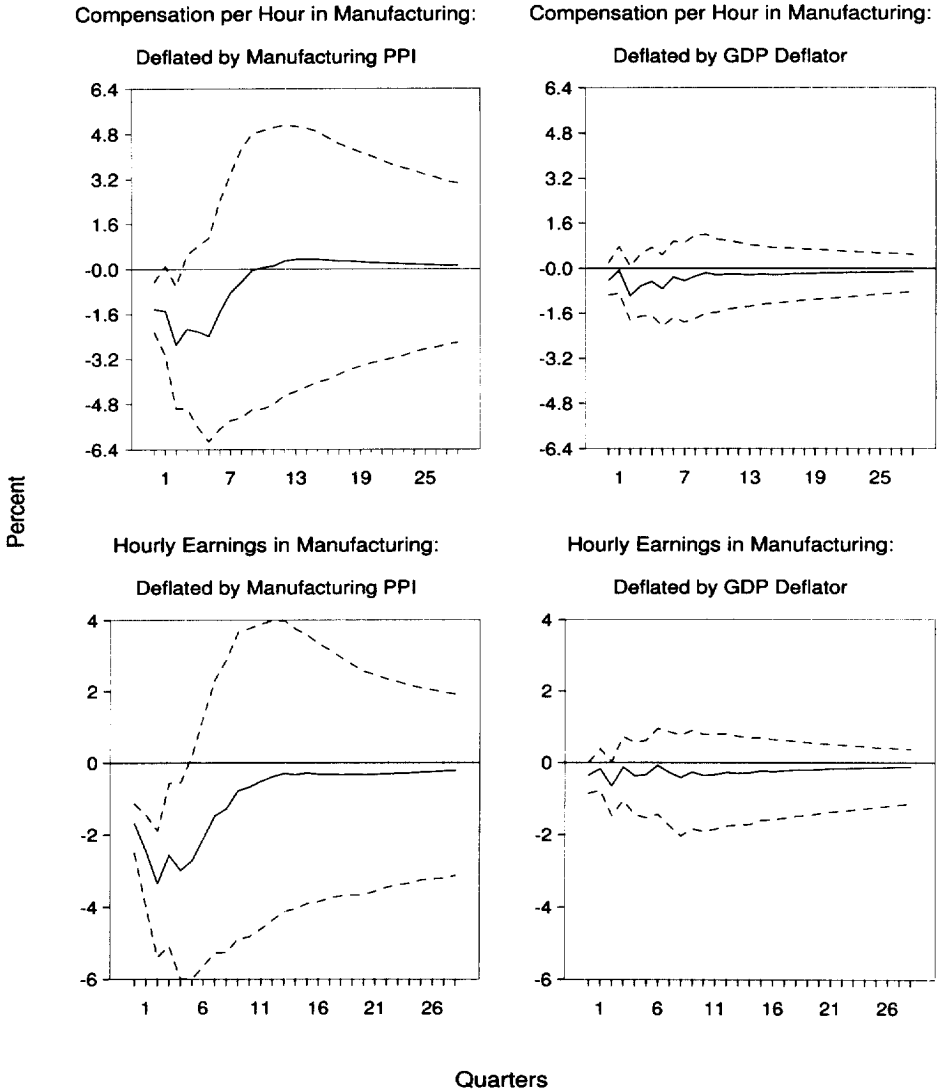 Compensation per Hour in Manufacturing:
Deflated by Manufacturing PPI
6.4
4.8
3.2
1.6
-0.0
-1.6
-3.2
-4.8
-6.4
1 7 13 19 25
Compensation per Hour in Manufacturing:
Deflated by GDP Deflator
6.4
4.8
3.2
1.6
-0.0
-1.6
-3.2
-4.8
-6.4
1 7 13 19 25
Percent
Hourly Earnings in Manufacturing:
Deflated by Manufacturing PPI
4
2
0
-2
-4
-6
1 6 11 16 21 26
Hourly Earnings in Manufacturing:
Deflated by GDP Deflator
4
2
0
-2
-4
-6
1 6 11 16 21 26
Quarters